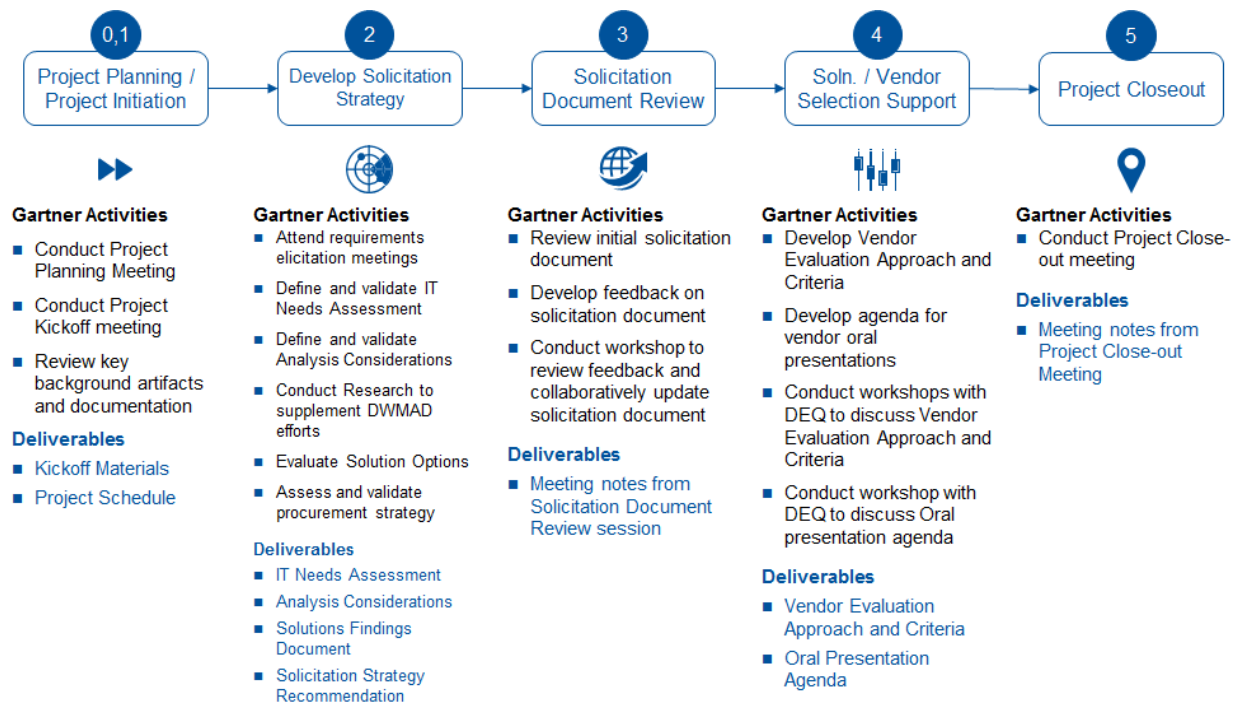 0,1
Project Planning /
Project Initiation
2
Develop Solicitation
Strategy
3
Solicitation
Document Review
4
Soln. / Vendor
Selection Support
5
Project Closeout
Gartner Activities
Conduct Project
Planning Meeting
Conduct Project
Kickoff meeting
Review key
background artifacts
and documentation
Deliverables
Kickoff Materials
Project Schedule
Gartner Activities
Attend requirements
elicitation meetings
Define and validate IT
Needs Assessment
Define and validate
Analysis Considerations
Conduct Research to
supplement DWMAD
efforts
Evaluate Solution Options
Assess and validate
procurement strategy
Deliverables
IT Needs Assessment
Analysis Considerations
Solutions Findings
Document
Solicitation Strategy
Recommendation
Gartner Activities
Review initial solicitation
document
Develop feedback on
solicitation document
Conduct workshop to
review feedback and
collaboratively update
solicitation document
Deliverables
Meeting notes from
Solicitation Document
Review session
Gartner Activities
Develop Vendor
Evaluation Approach and
Criteria
Develop agenda for
vendor oral
presentations
Conduct workshops with
DEQ to discuss Vendor
Evaluation Approach and
Criteria
Conduct workshop with
DEQ to discuss Oral
presentation agenda
Deliverables
Vendor Evaluation
Approach and Criteria
Oral Presentation
Agenda
Gartner Activities
Conduct Project Close-
out meeting
Deliverables
Meeting notes from
Project Close-out
Meeting